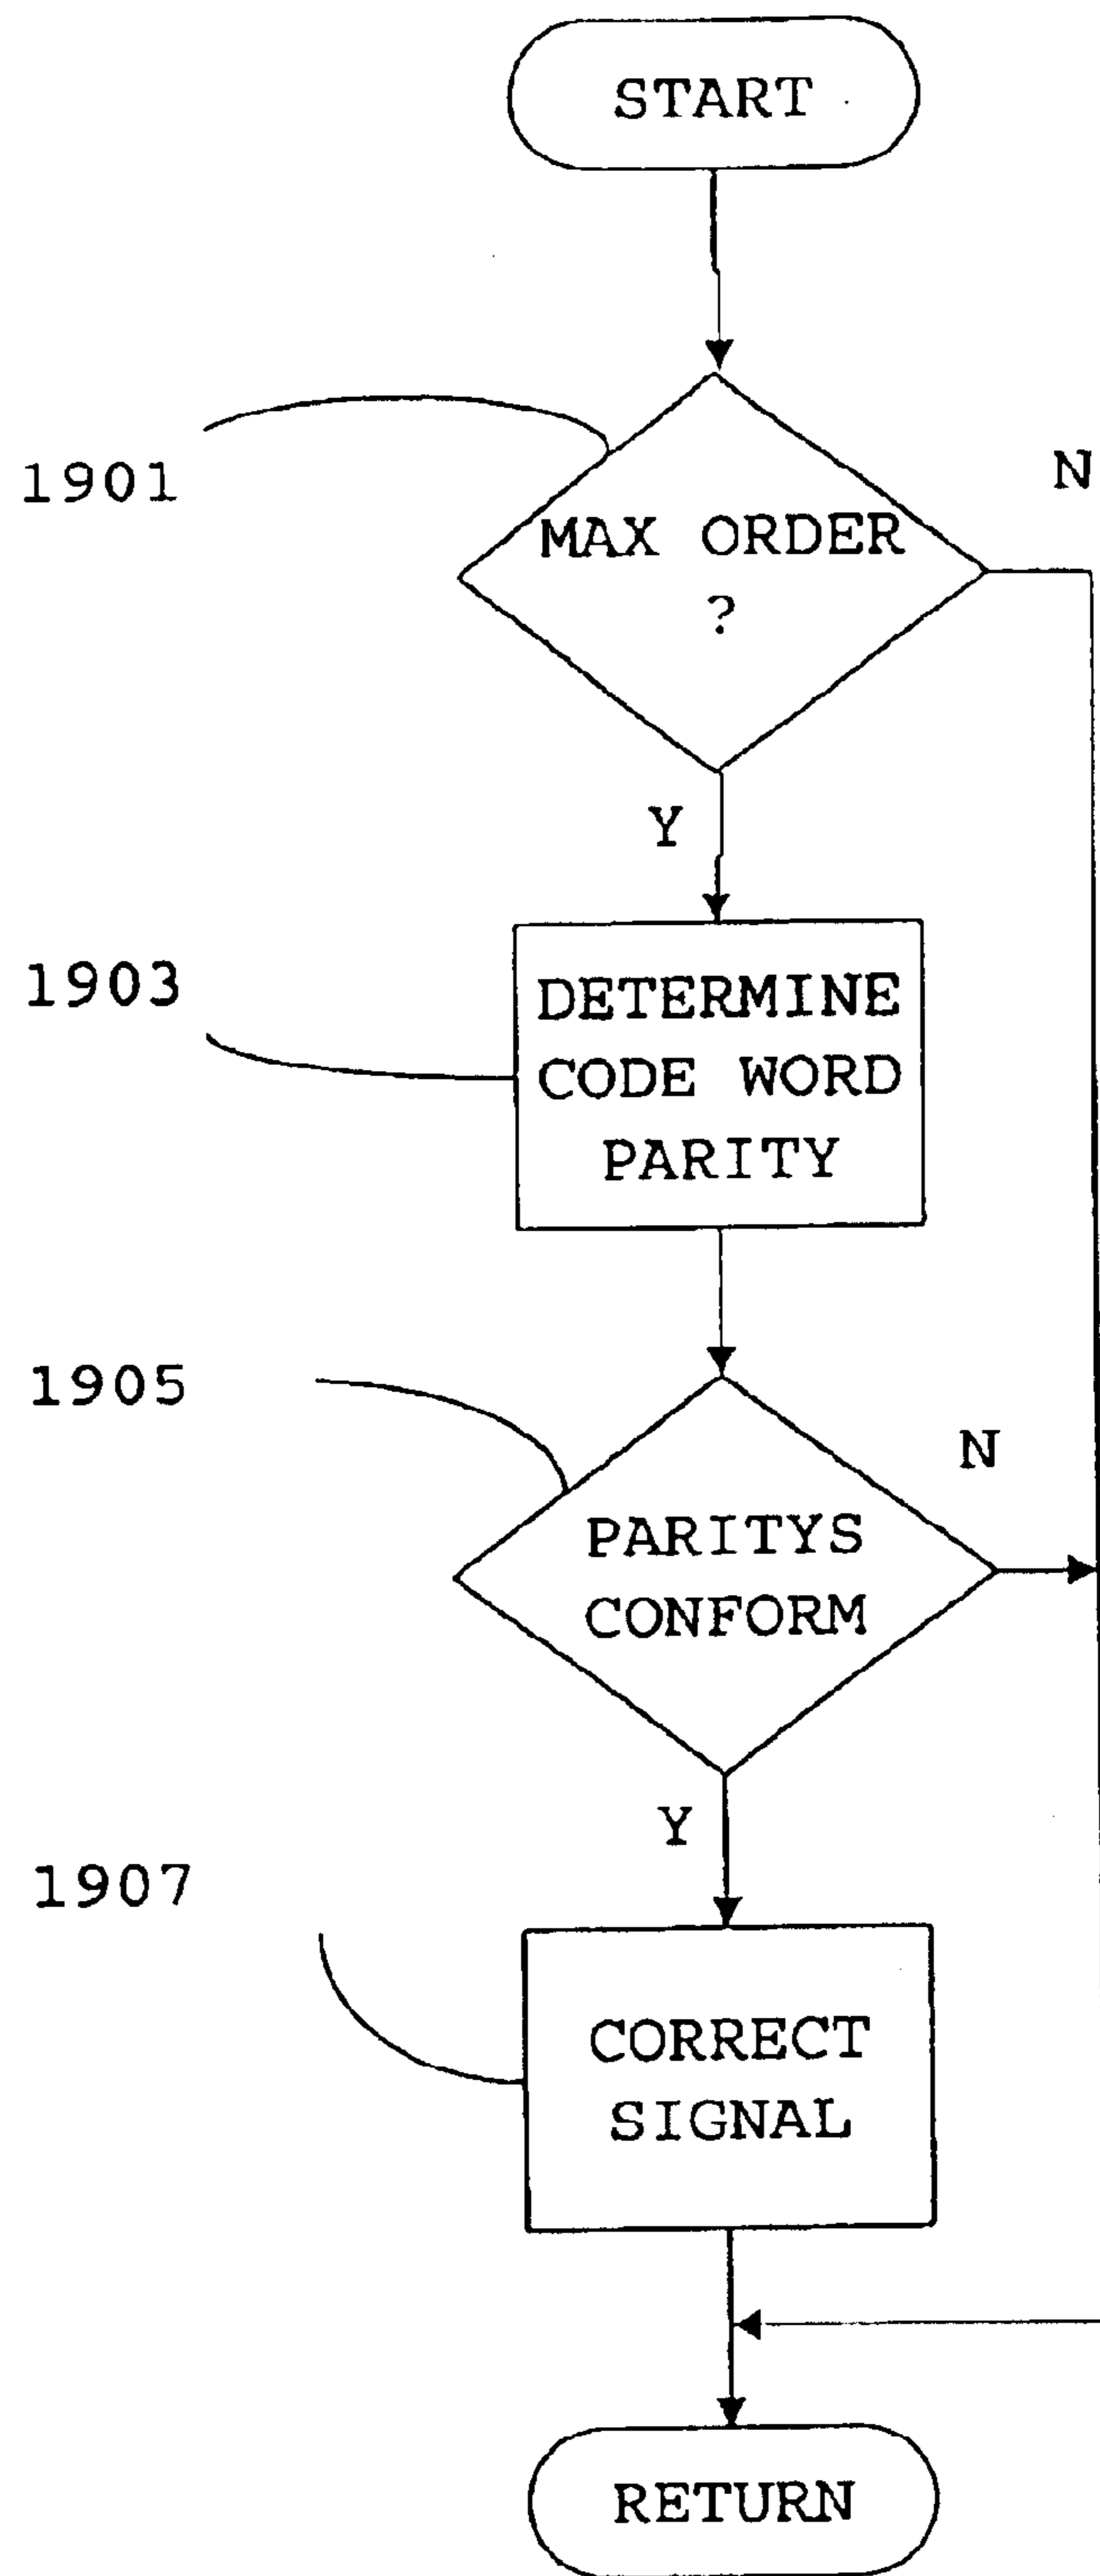 START
1901
N
MAX ORDER
?
Y
1903
DETERMINE
CODE WORD
PARITY
1905
N
PARITYS
CONFORM
Y
1907
CORRECT
SIGNAL
RETURN